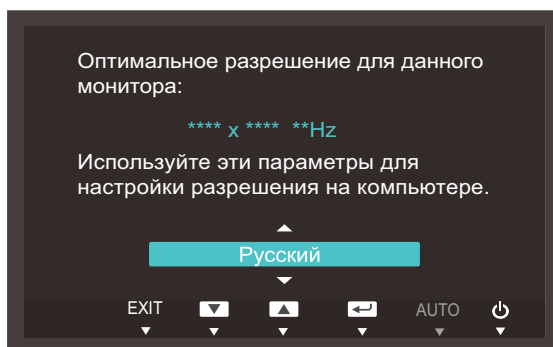 Оптимальное разрешение для данного
монитора:
**** x **** **Hz
Используйте эти параметры для
настройки разрешения на компьютере.
Русский
EXIT AUTO